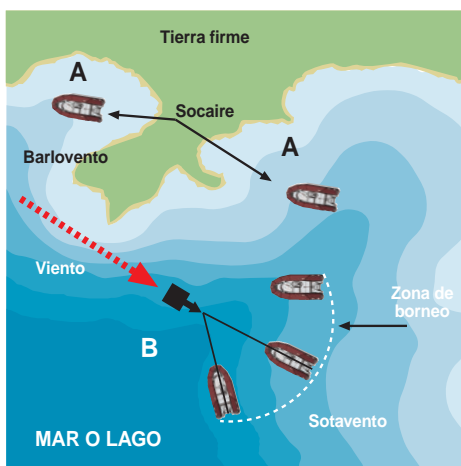 Tierra firme
A
Socaire
A
Barlovento
Viento
Zona de
borneo
B
Sotavento
MAR O LAGO